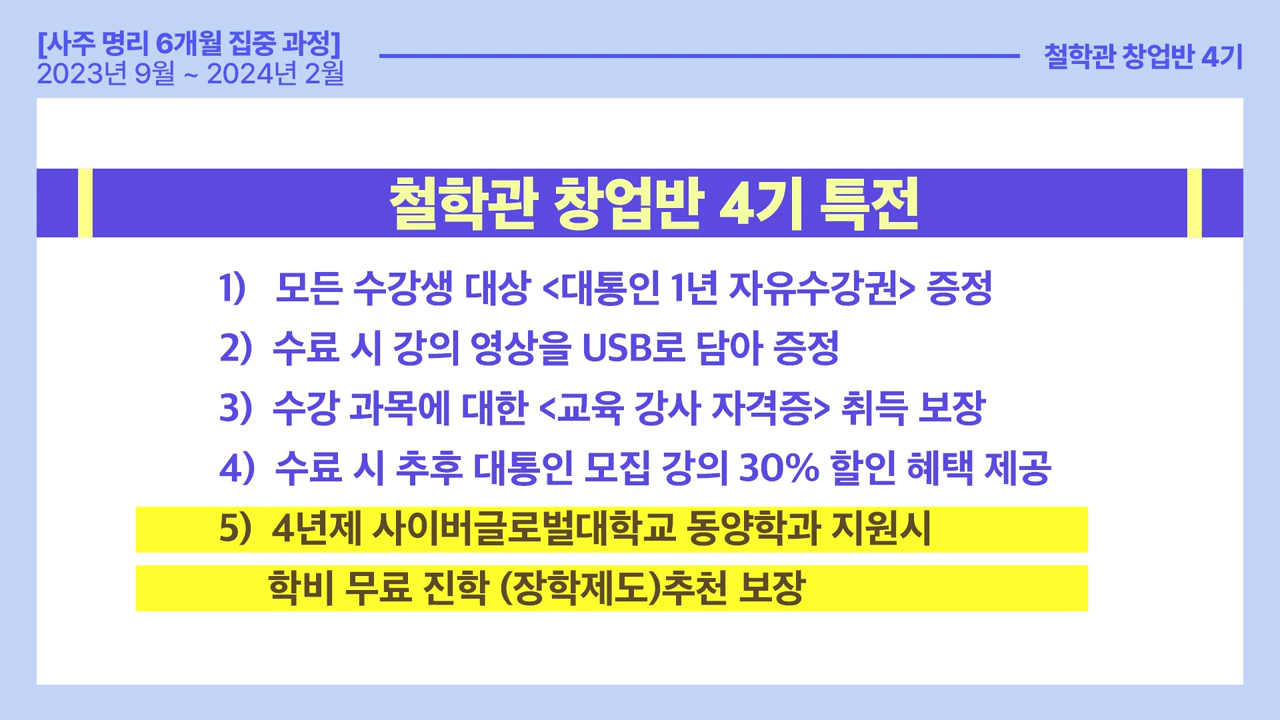 [사주 명리 6개월 집중 과정]
2023년 9월 ~ 2024년 2월
철학관 창업반 4기
철학관 창업반 4기 특전
1) 모든 수강생 대상 <대통인 1년 자유수강권> 증정
2) 수료 시 강의 영상을 USB로 담아 증정
3) 수강 과목에 대한 <교육 강사 자격증> 취득 보장
4) 수료 시 추후 대통인 모집 강의 30% 할인 혜택 제공
5) 4년제 사이버글로벌대학교 동양학과 지원시
학비 무료 진학 (장학제도)추천 보장